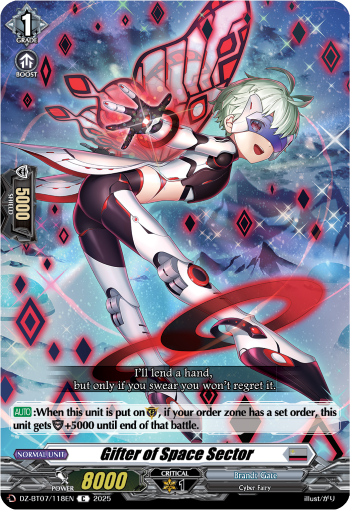 1
GRADE
BOOST
5000
SHIELD
I'll lend a hand,
but only if you swear you won't regret it.
AUTO:When this unit is put on GC, if your order zone has a set order, this
unit gets +5000 until end of that battle.
NORMAL UNIT
Gifter of Space Sector
POWER 8000 CRITICAL 1 Brandt Gate
Cyber Fairy
DZ-BT07/118EN C 2025 illust/がり